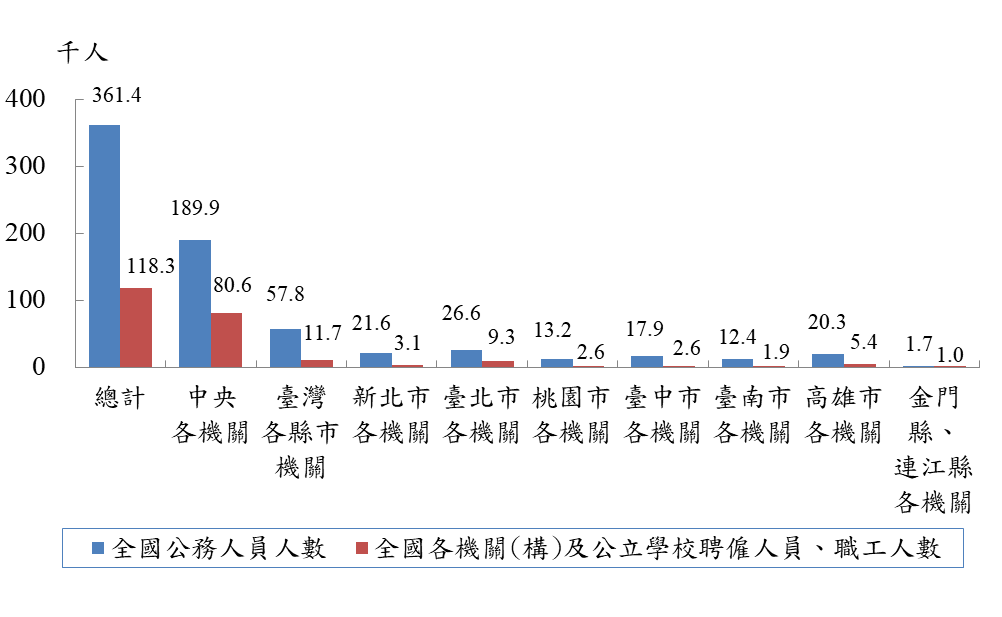 千人
400
300
200
100
0
361.4
118.3
189.9
80.6
57.8
11.7
21.6
3.1
26.6
9.3
13.2
2.6
17.9
2.6
12.4
1.9
20.3
5.4
1.7
1.0
總計
中央
各機關
臺灣
各縣市
機關
新北市
各機關
臺北市
各機關
桃園市
各機關
臺中市
各機關
臺南市
各機關
高雄市
各機關
金門
縣、
連江縣
各機關
全國公務人員人數
全國各機關(構)及公立學校聘僱人員、職工人數